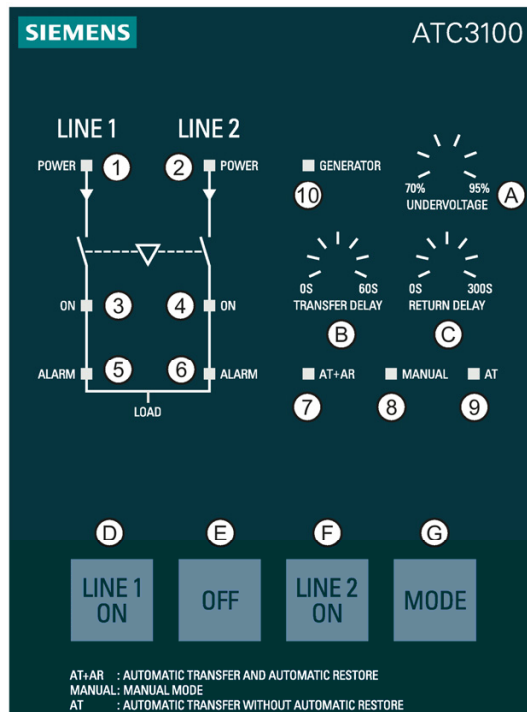 SIEMENS
ATC3100
LINE 1
LINE 2
POWER 1
2 POWER
GENERATOR
10
70% 95%
UNDERVOLTAGE A
0S 60S
TRANSFER DELAY
B
0S 300S
RETURN DELAY
C
ON 3
4 ON
ALARM 5
6 ALARM
LOAD
AT+AR
7
MANUAL
8
AT
9
D
E
F
G
LINE 1
ON
OFF
LINE 2
ON
MODE
AT+AR : AUTOMATIC TRANSFER AND AUTOMATIC RESTORE
MANUAL: MANUAL MODE
AT : AUTOMATIC TRANSFER WITHOUT AUTOMATIC RESTORE